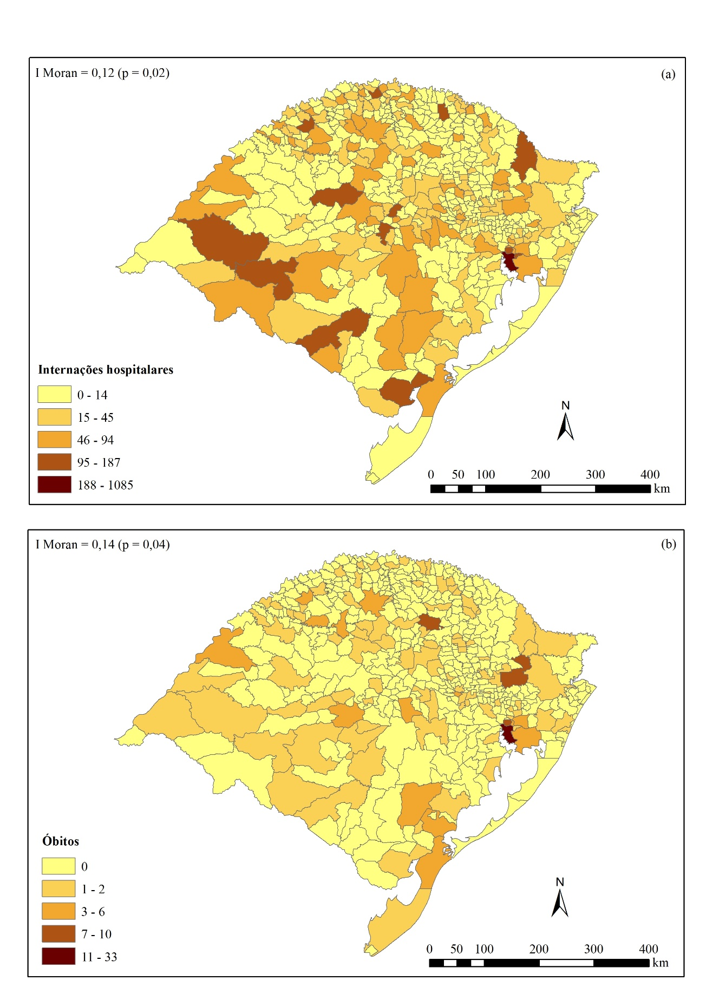 I Moran = 0,12 (p = 0,02)
(a)
Internações hospitalares
0 - 14
15 - 45
46 - 94
95 - 187
188 - 1085
N
0 50 100 200 300 400
km
I Moran = 0,14 (p = 0,04)
(b)
Óbitos
0
1 - 2
3 - 6
7 - 10
11 - 33
N
0 50 100 200 300 400
km